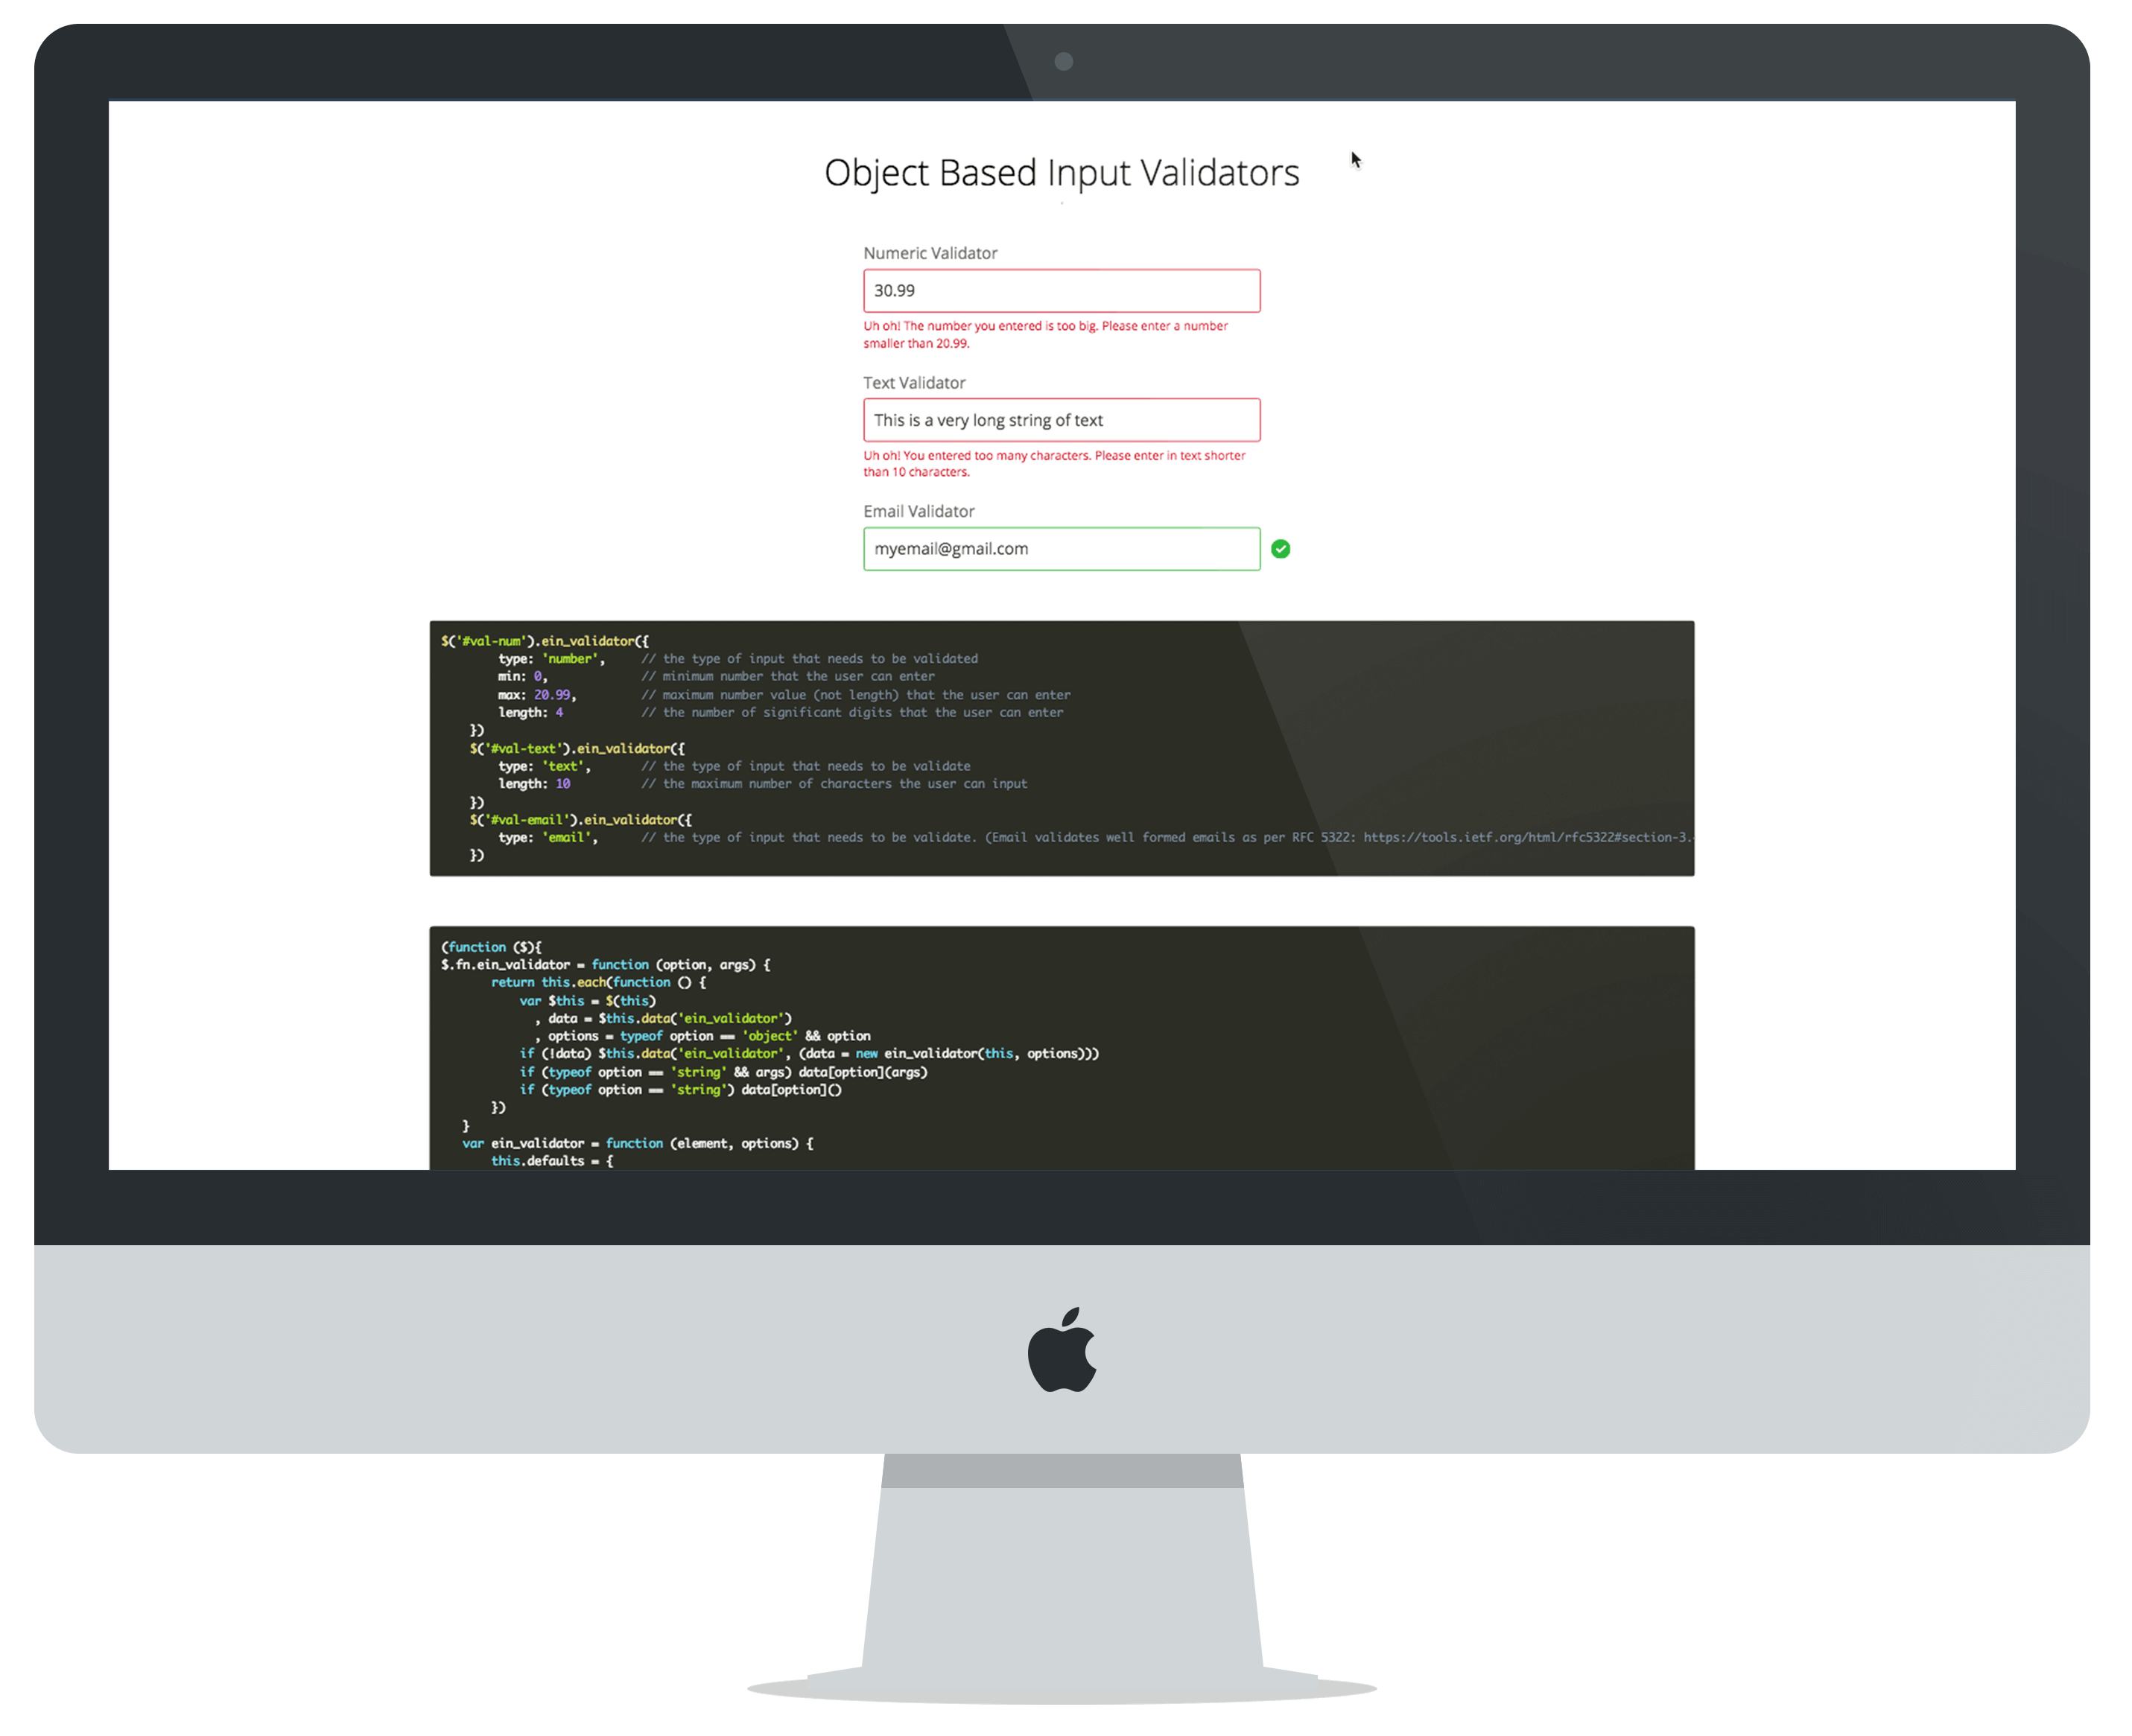 Object Based Input Validators
Numeric Validator
30.99
Uh oh! The number you entered is too big. Please enter a number
smaller than 20.99.
Text Validator
This is a very long string of text
Uh oh! You entered too many characters. Please enter in text shorter
than 10 characters.
Email Validator
myemail@gmail.com
$('#val-num').ein_validator({
type: 'number', // the type of input that needs to be validated
min: 0, // minimum number that the user can enter
max: 20.99, // maximum number value (not length) that the user can enter
length: 4 // the number of significant digits that the user can enter
})
$('#val-text').ein_validator({
type: 'text', // the type of input that needs to be validate
length: 10 // the maximum number of characters the user can input
})
$('#val-email').ein_validator({
type: 'email', // the type of input that needs to be validate. (Email validates well formed emails as per RFC 5322: https://tools.ietf.org/html/rfc5322#section-3.
})
(function ($){
$.fn.ein_validator = function (option, args) {
return this.each(function () {
var $this = $(this)
, data = $this.data('ein_validator')
, options = typeof option == 'object' && option
if (!data) $this.data('ein_validator', (data = new ein_validator(this, options)))
if (typeof option == 'string' && args) data[option](args)
if (typeof option == 'string') data[option]()
})
}
var ein_validator = function (element, options) {
this.defaults = {